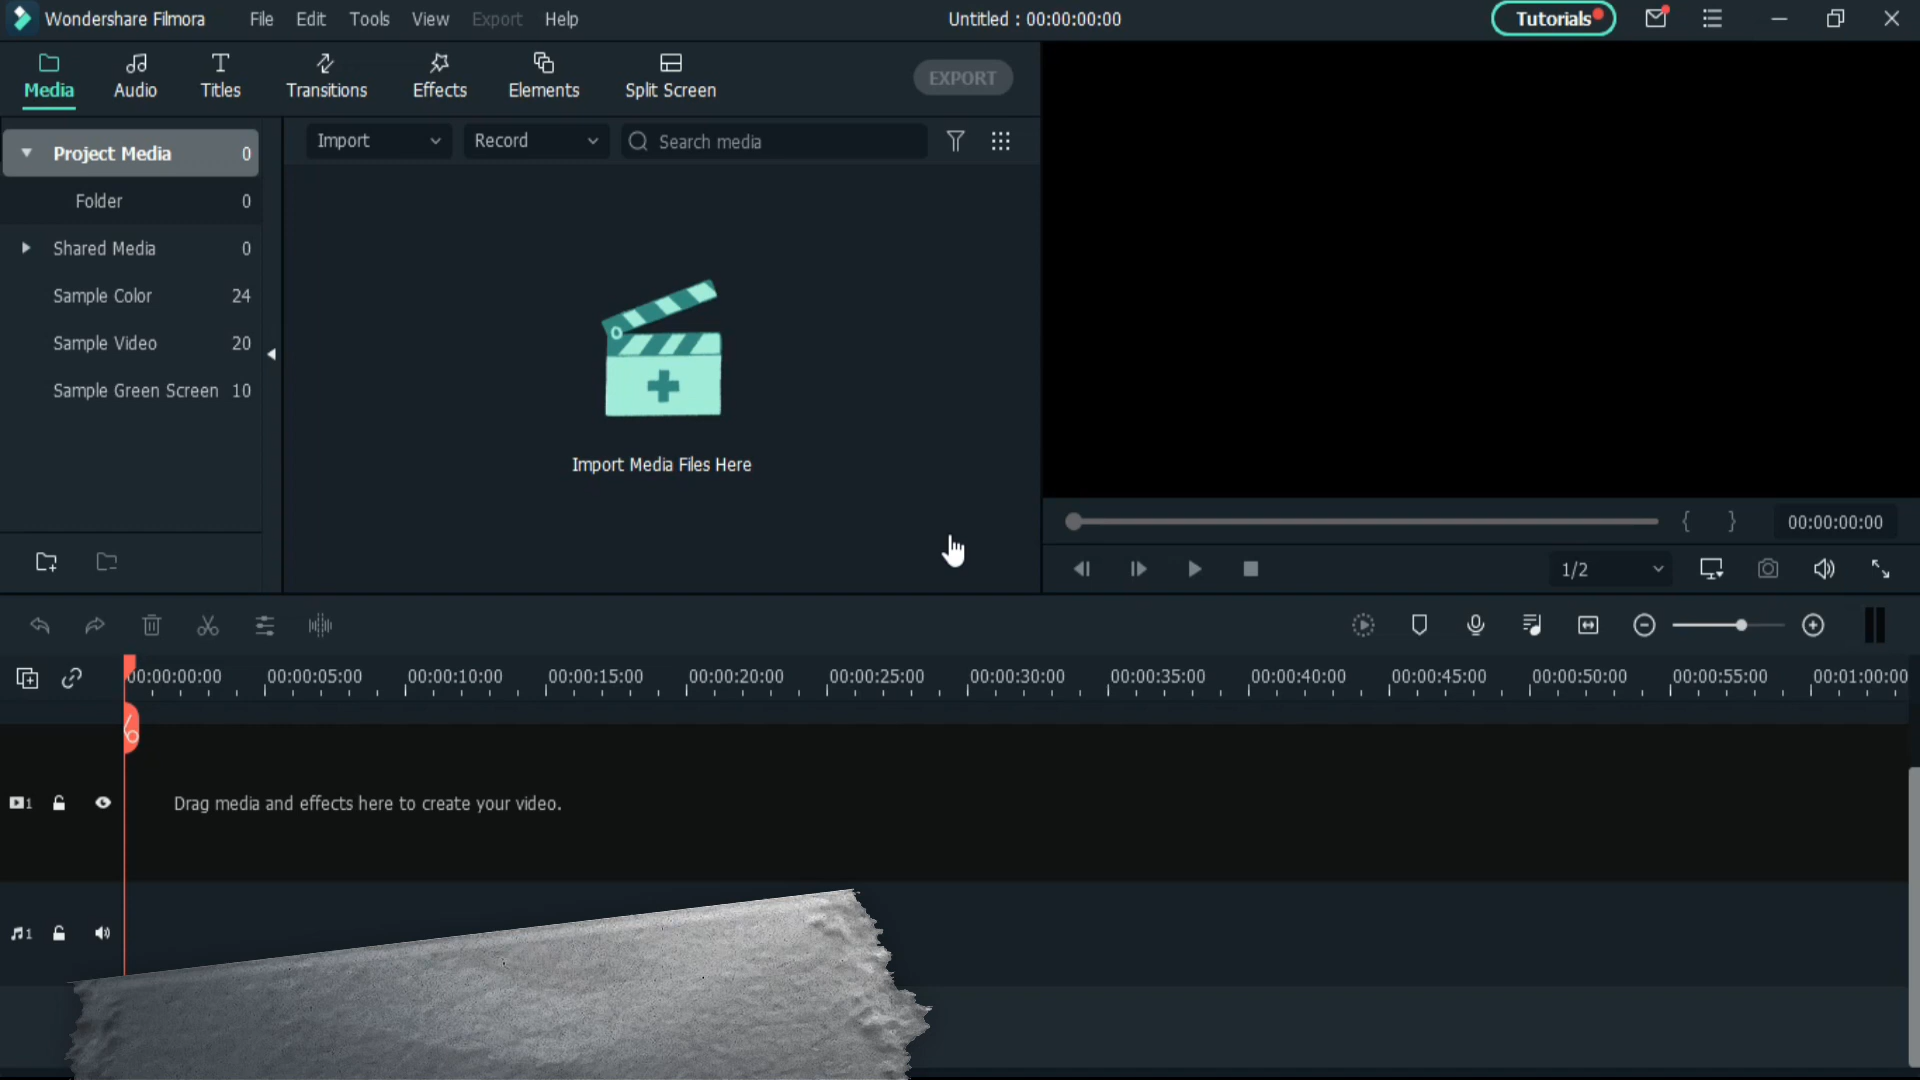 Wondershare Filmora File Edit Tools View Export Help Untitled : 00:00:00:00 Tutorials
Media Audio Titles Transitions Effects Elements Split Screen EXPORT
Import Record Search media
Project Media 0
Folder 0
Shared Media 0
Sample Color 24
Sample Video 20
Sample Green Screen 10
Import Media Files Here
{ } 00:00:00:00
1/2
00:00:00:00 00:00:05:00 00:00:10:00 00:00:15:00 00:00:20:00 00:00:25:00 00:00:30:00 00:00:35:00 00:00:40:00 00:00:45:00 00:00:50:00 00:00:55:00 00:01:00:00
1 Drag media and effects here to create your video.
1